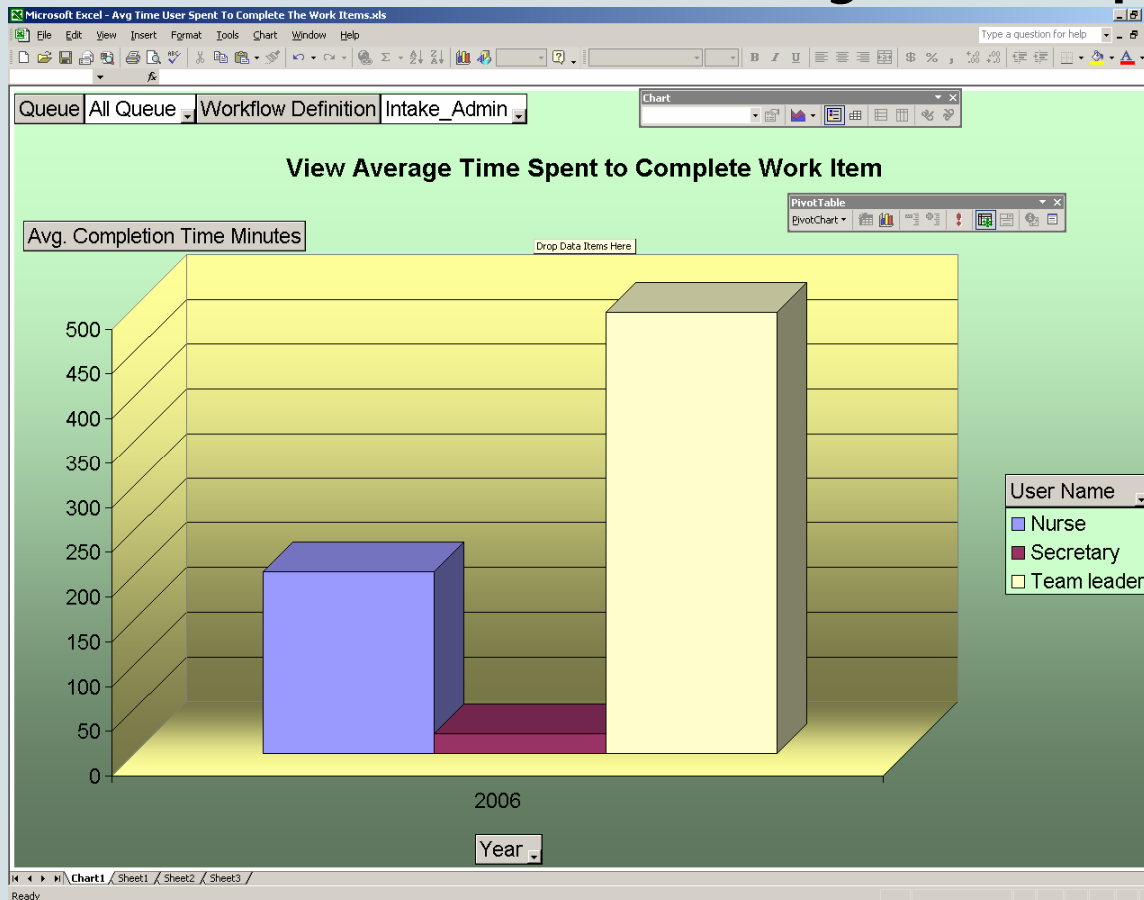 Microsoft Excel - Avg Time User Spent To Complete The Work Items.xls
File Edit View Insert Format Tools Chart Window Help
Type a question for help
Queue All Queue Workflow Definition Intake_Admin
Chart
View Average Time Spent to Complete Work Item
PivotTable
PivotChart
Avg. Completion Time Minutes
Drop Data Items Here
500
450
400
350
300
250
200
150
100
50
0
User Name
Nurse
Secretary
Team leader
2006
Year
Chart1 Sheet1 Sheet2 Sheet3
Ready